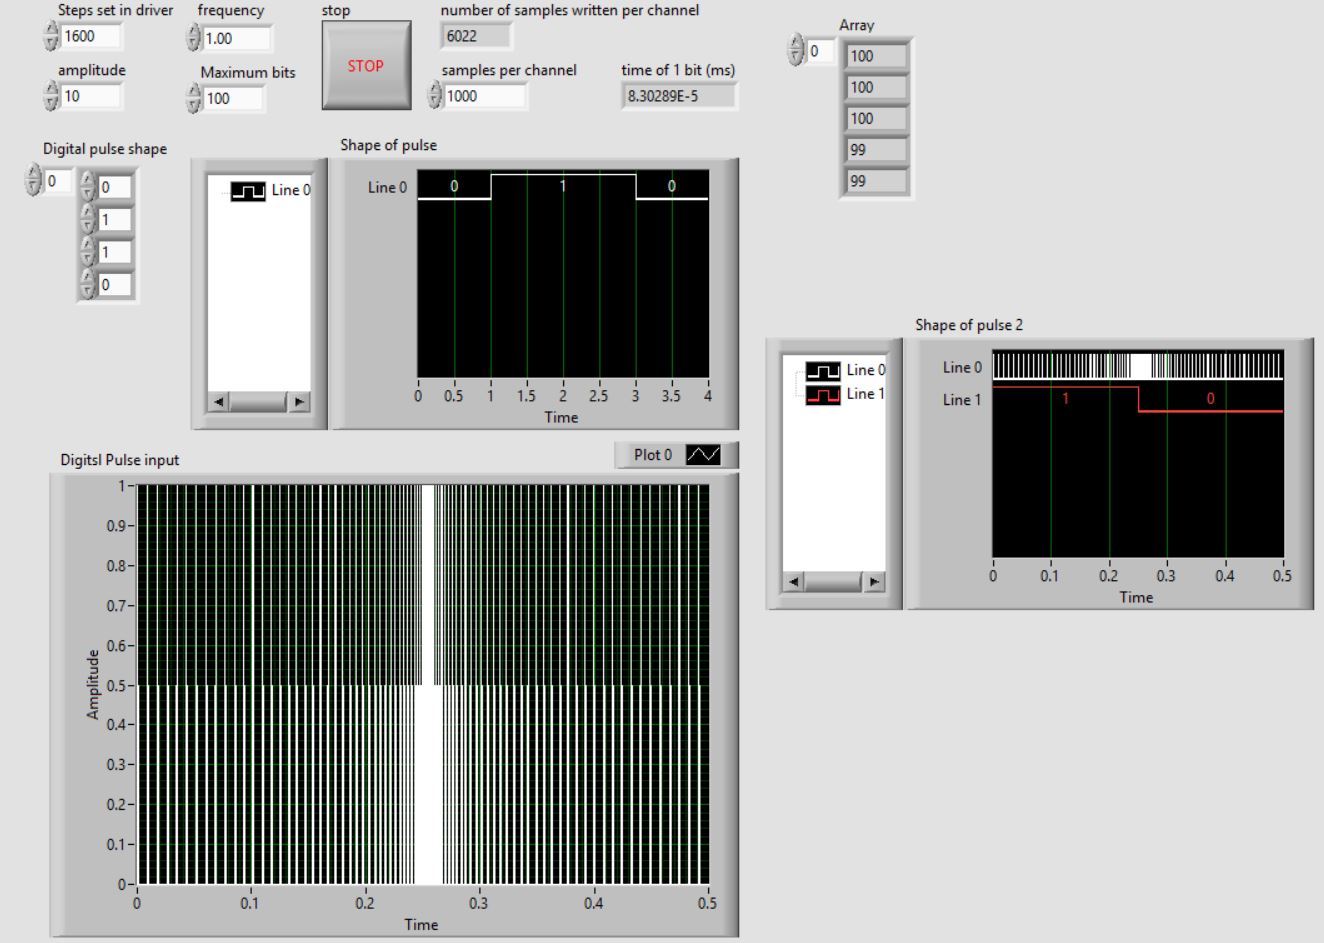 Steps set in driver
1600
frequency
1.00
stop
STOP
number of samples written per channel
6022
amplitude
10
Maximum bits
100
samples per channel
1000
time of 1 bit (ms)
8.30289E-5
Array
0
100
100
100
99
99
Digital pulse shape
0
0
1
1
0
Line 0
Shape of pulse
Line 0
0 1 0
0 0.5 1 1.5 2 2.5 3 3.5 4
Time
Shape of pulse 2
Line 0
Line 1
Line 0
Line 1
1 0
0 0.1 0.2 0.3 0.4 0.5
Time
Digitsl Pulse input
Plot 0
Amplitude
1
0.9
0.8
0.7
0.6
0.5
0.4
0.3
0.2
0.1
0
0 0.1 0.2 0.3 0.4 0.5
Time